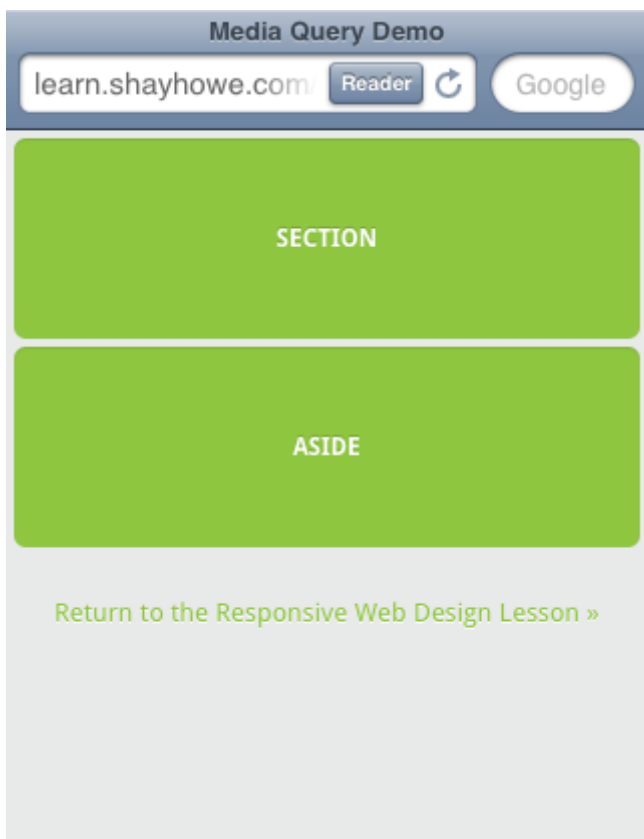 Media Query Demo
learn.shayhowe.com/ Reader Google
SECTION
ASIDE
Return to the Responsive Web Design Lesson »